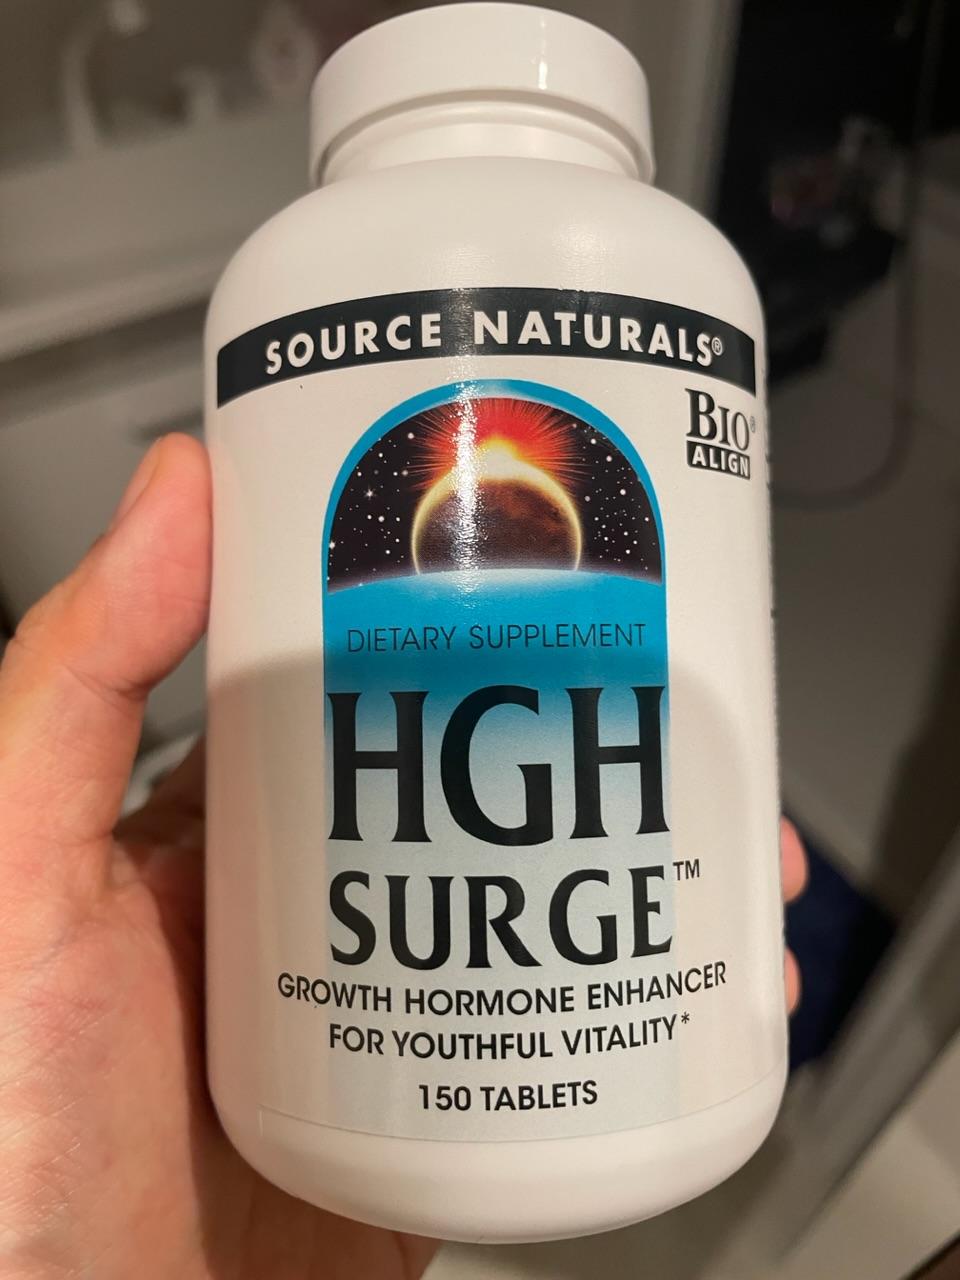 SOURCE NATURALS®
BIO®
ALIGN
DIETARY SUPPLEMENT
HGH
SURGE™
GROWTH HORMONE ENHANCER
FOR YOUTHFUL VITALITY*
150 TABLETS